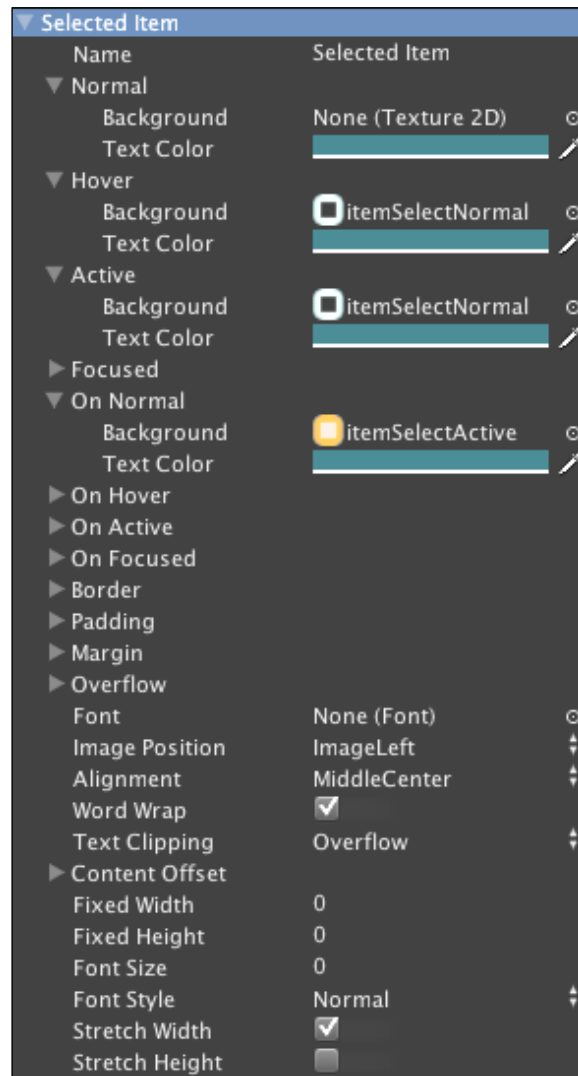 Selected Item
Name Selected Item
Normal
Background None (Texture 2D)
Text Color
Hover
Background itemSelectNormal
Text Color
Active
Background itemSelectNormal
Text Color
Focused
On Normal
Background itemSelectActive
Text Color
On Hover
On Active
On Focused
Border
Padding
Margin
Overflow
Font None (Font)
Image Position ImageLeft
Alignment MiddleCenter
Word Wrap
Text Clipping Overflow
Content Offset
Fixed Width 0
Fixed Height 0
Font Size 0
Font Style Normal
Stretch Width
Stretch Height